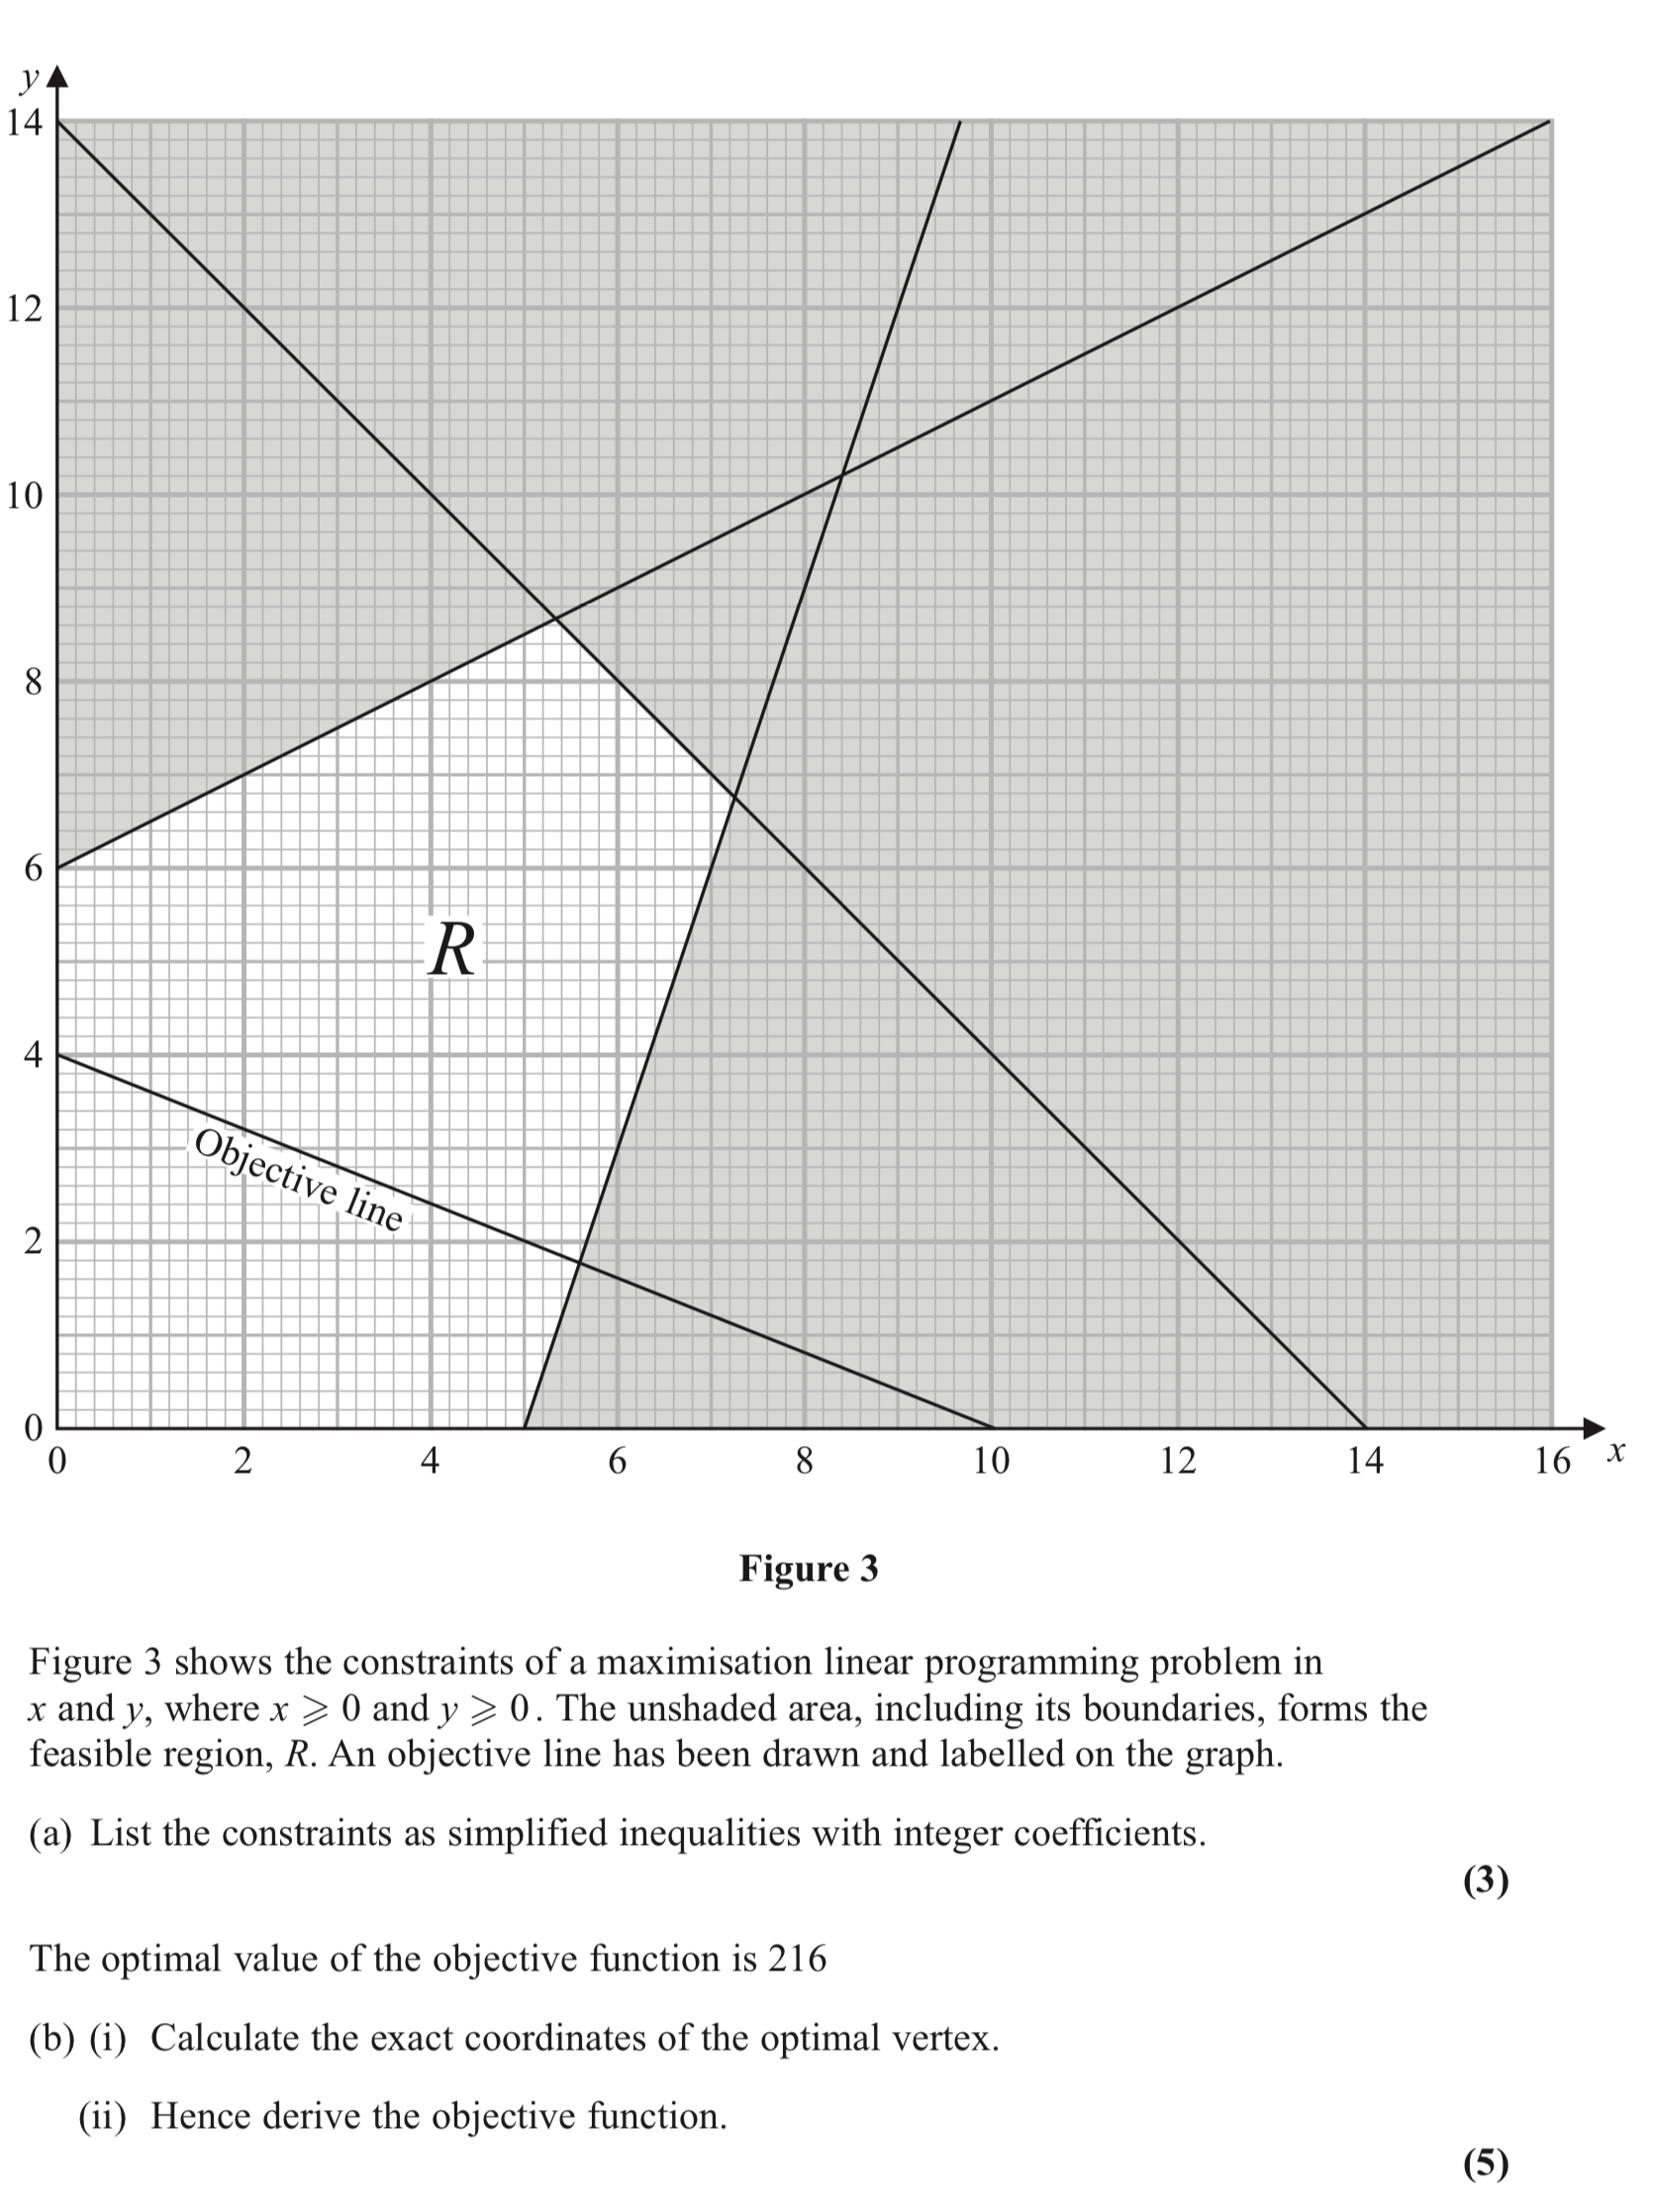 y
14
12
10
8
6
4
2
0
R
Objective line
0 2 4 6 8 10 12 14 16 x
Figure 3
Figure 3 shows the constraints of a maximisation linear programming problem in
x and y, where x ⩾ 0 and y ⩾ 0. The unshaded area, including its boundaries, forms the
feasible region, R. An objective line has been drawn and labelled on the graph.
(a) List the constraints as simplified inequalities with integer coefficients.
(3)
The optimal value of the objective function is 216
(b) (i) Calculate the exact coordinates of the optimal vertex.
(ii) Hence derive the objective function.
(5)